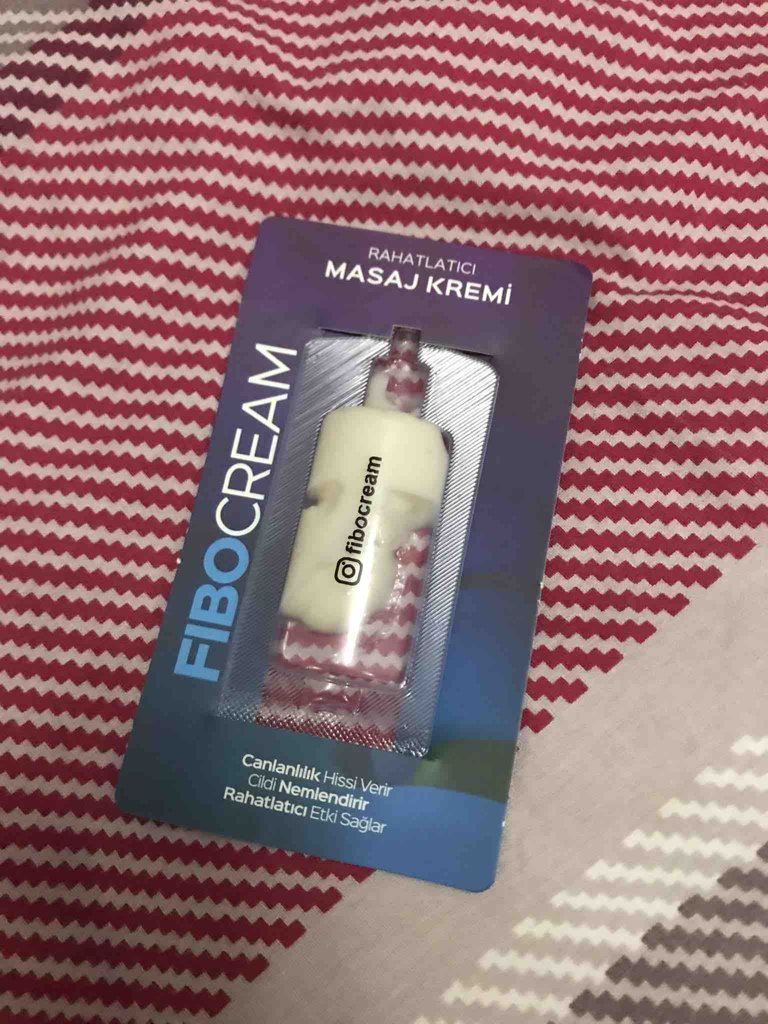 RAHATLATICI
MASAJ KREMİ
FIBOCREAM
fibocream
Canlanlılık Hissi Verir
Cildi Nemlendirir
Rahatlatıcı Etki Sağlar